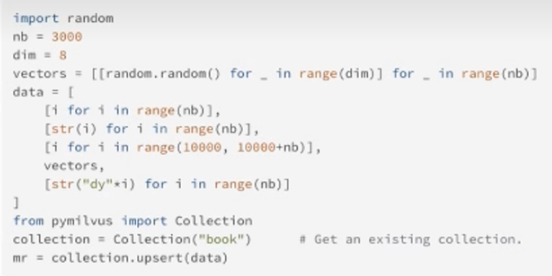 import random
nb = 3000
dim = 8
vectors = [[random.random() for _ in range(dim)] for _ in range(nb)]
data = [
    [i for i in range(nb)],
    [str(i) for i in range(nb)],
    [i for i in range(10000, 10000+nb)],
    vectors,
    [str("dy"*i) for i in range(nb)]
]
from pymilvus import Collection
collection = Collection("book")      # Get an existing collection.
mr = collection.upsert(data)